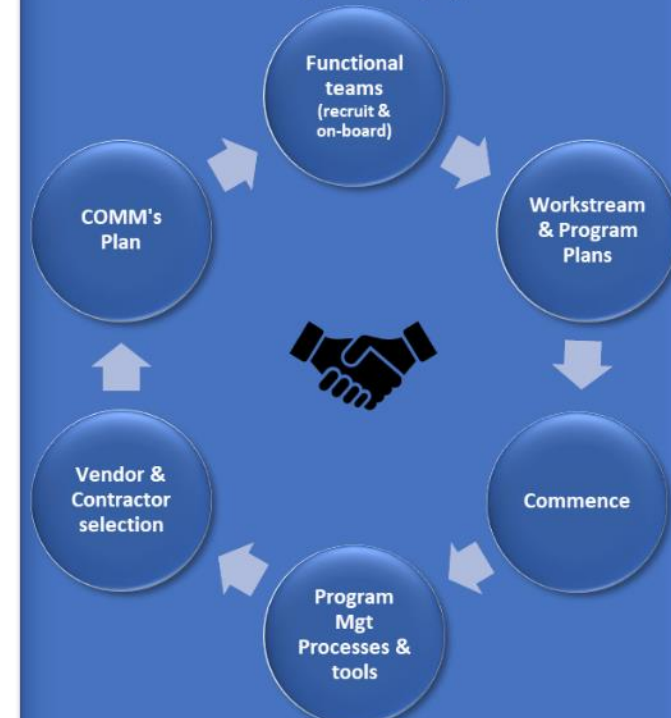 Functional
teams
(recruit &
on-board)
Workstream
& Program
Plans
Commence
Program
Mgt
Processes &
tools
Vendor &
Contractor
selection
COMM's
Plan